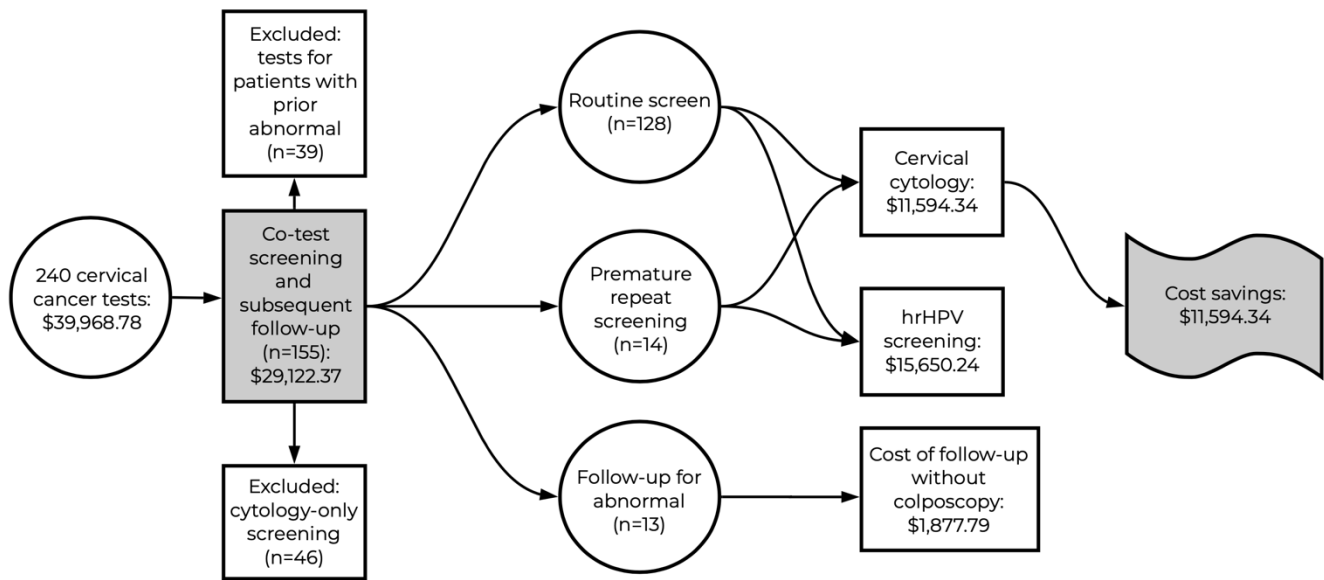 240 cervical
cancer tests:
$39,968.78
Excluded:
tests for
patients with
prior
abnormal
(n=39)
Co-test
screening
and
subsequent
follow-up
(n=155):
$29,122.37
Excluded:
cytology-only
screening
(n=46)
Routine screen
(n=128)
Premature
repeat
screening
(n=14)
Follow-up for
abnormal
(n=13)
Cervical
cytology:
$11,594.34
hrHPV
screening:
$15,650.24
Cost of follow-up
without
colposcopy:
$1,877.79
Cost savings:
$11,594.34